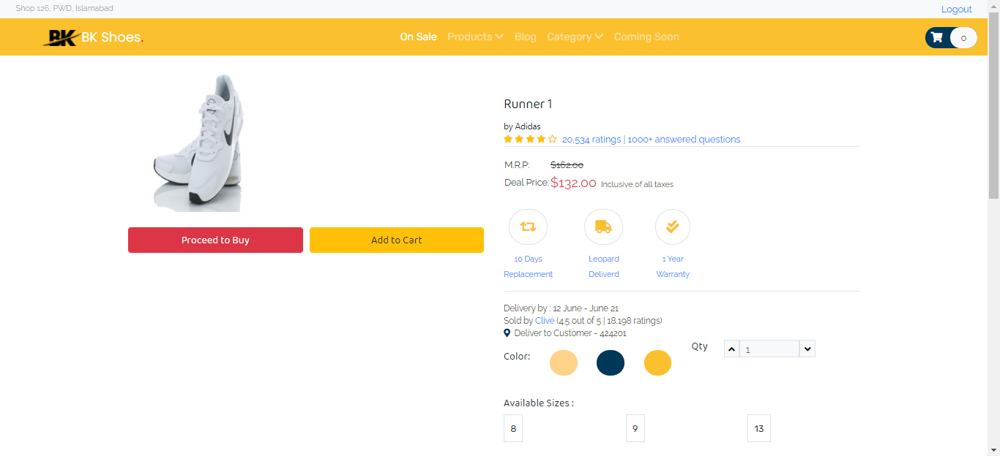 Shop 126, PWD, Islamabad
Logout
BK BK Shoes.
On Sale Products Blog Category Coming Soon
0
Runner 1
by Adidas
20,534 ratings | 1000+ answered questions
M.R.P: $162.00
Deal Price: $132.00 Inclusive of all taxes
Proceed to Buy
Add to Cart
10 Days
Replacement
Leopard
Deliverd
1 Year
Warranty
Delivery by : 12 June - June 21
Sold by Clive (4.5 out of 5 | 18,198 ratings)
Deliver to Customer - 424201
Color:
Qty 1
Available Sizes :
8
9
13